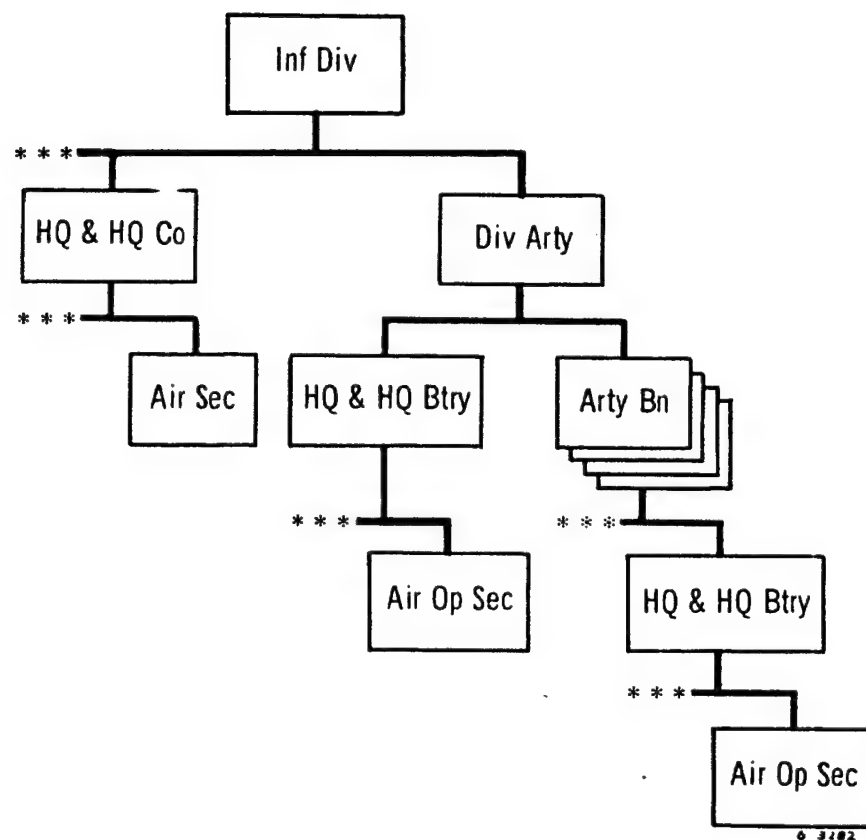 Inf Div
* * *
HQ & HQ Co
Div Arty
* * *
Air Sec
HQ & HQ Btry
Arty Bn
* * *
* * *
Air Op Sec
HQ & HQ Btry
* * *
Air Op Sec